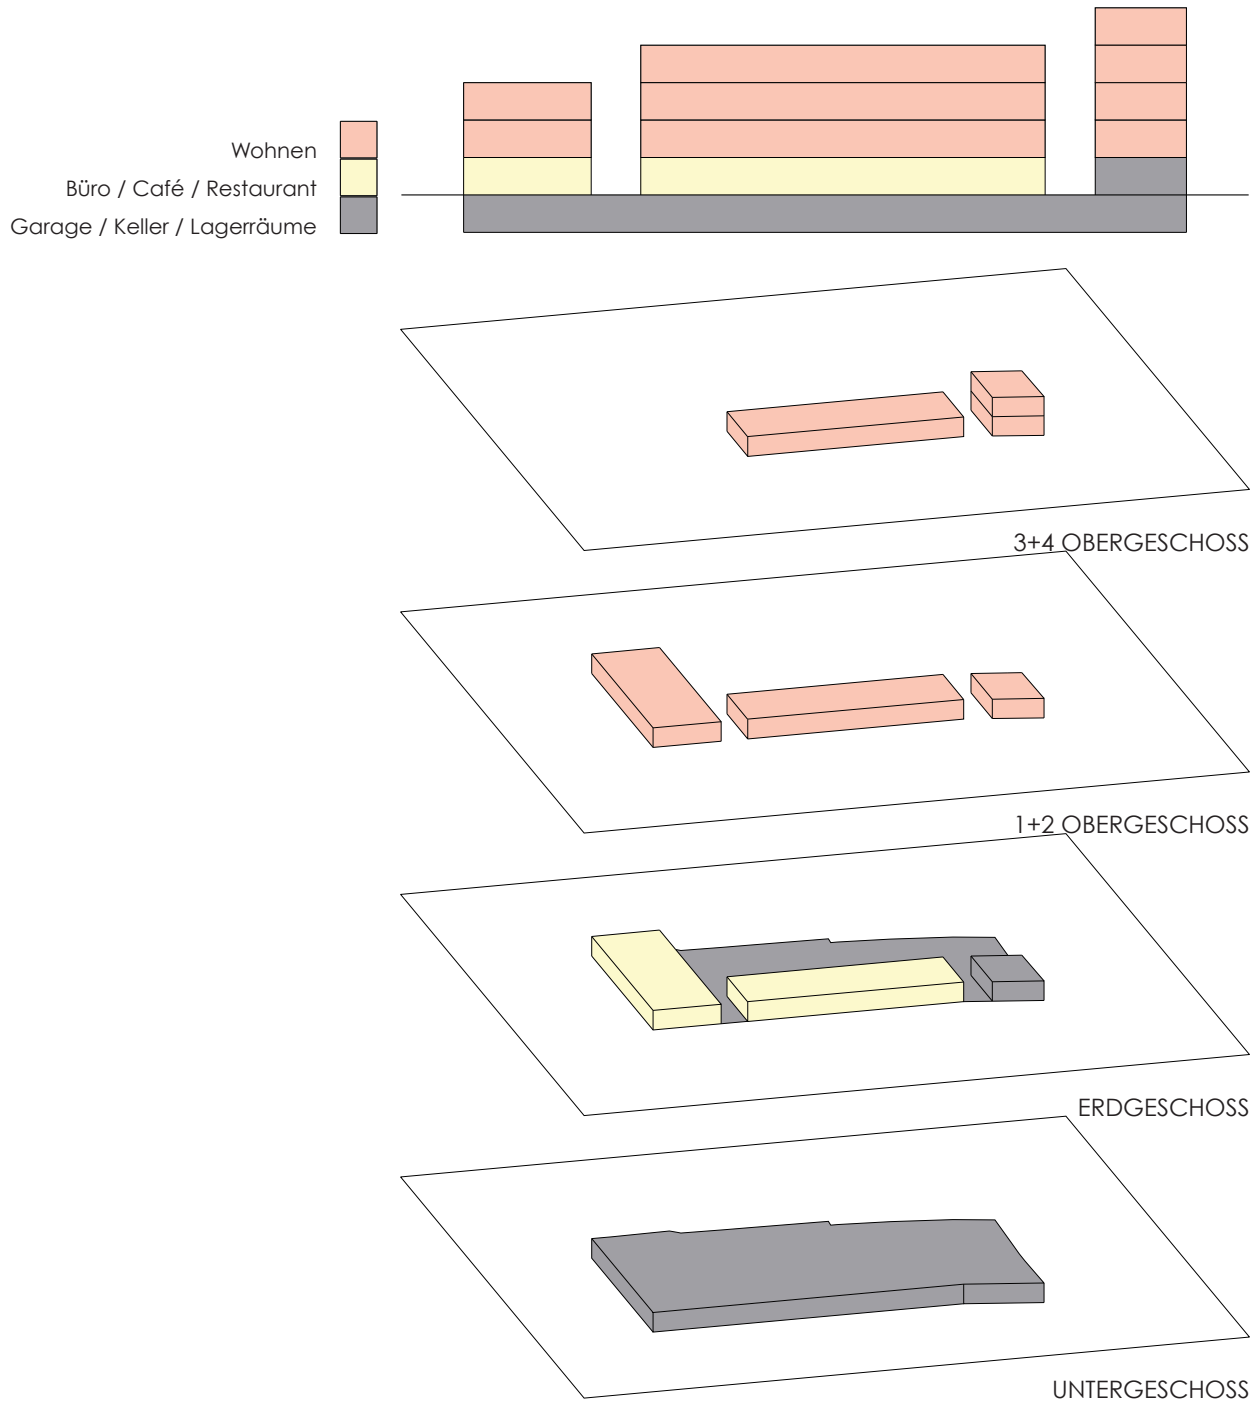 Wohnen
Büro / Café / Restaurant
Garage / Keller / Lagerräume
3+4 OBERGESCHOSS
1+2 OBERGESCHOSS
ERDGESCHOSS
UNTERGESCHOSS